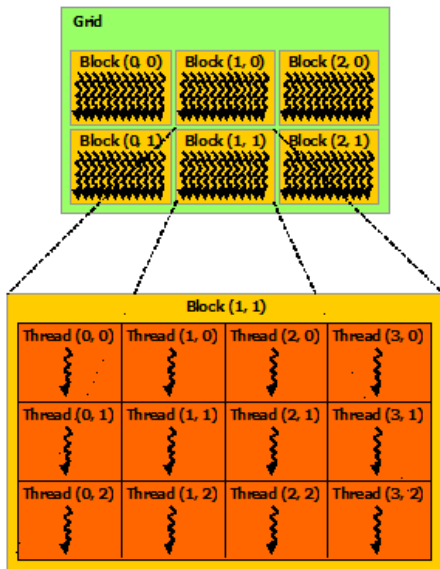 Grid
Block (0, 0) Block (1, 0) Block (2, 0)
Block (0, 1) Block (1, 1) Block (2, 1)
Block (1, 1)
Thread (0, 0) Thread (1, 0) Thread (2, 0) Thread (3, 0)
Thread (0, 1) Thread (1, 1) Thread (2, 1) Thread (3, 1)
Thread (0, 2) Thread (1, 2) Thread (2, 2) Thread (3, 2)